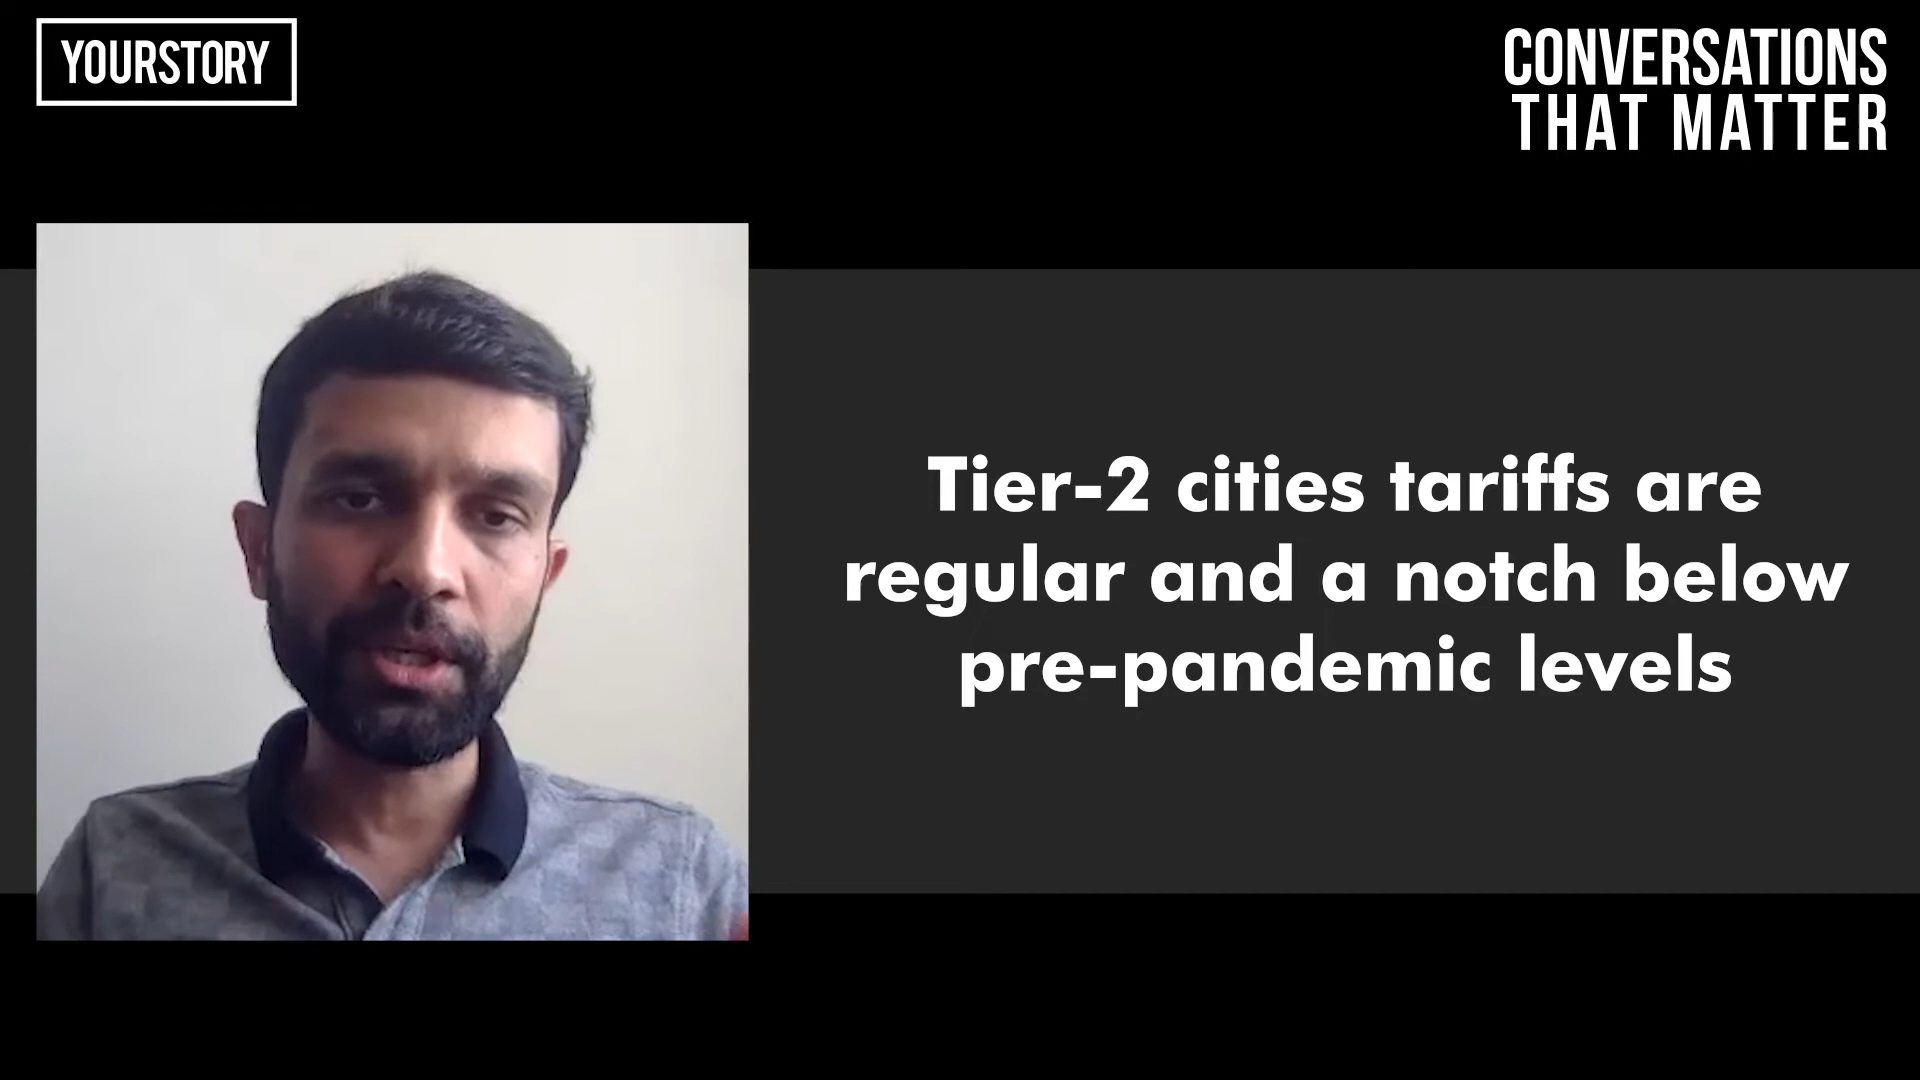 YOURSTORY
CONVERSATIONS
THAT MATTER
Tier-2 cities tariffs are
regular and a notch below
pre-pandemic levels